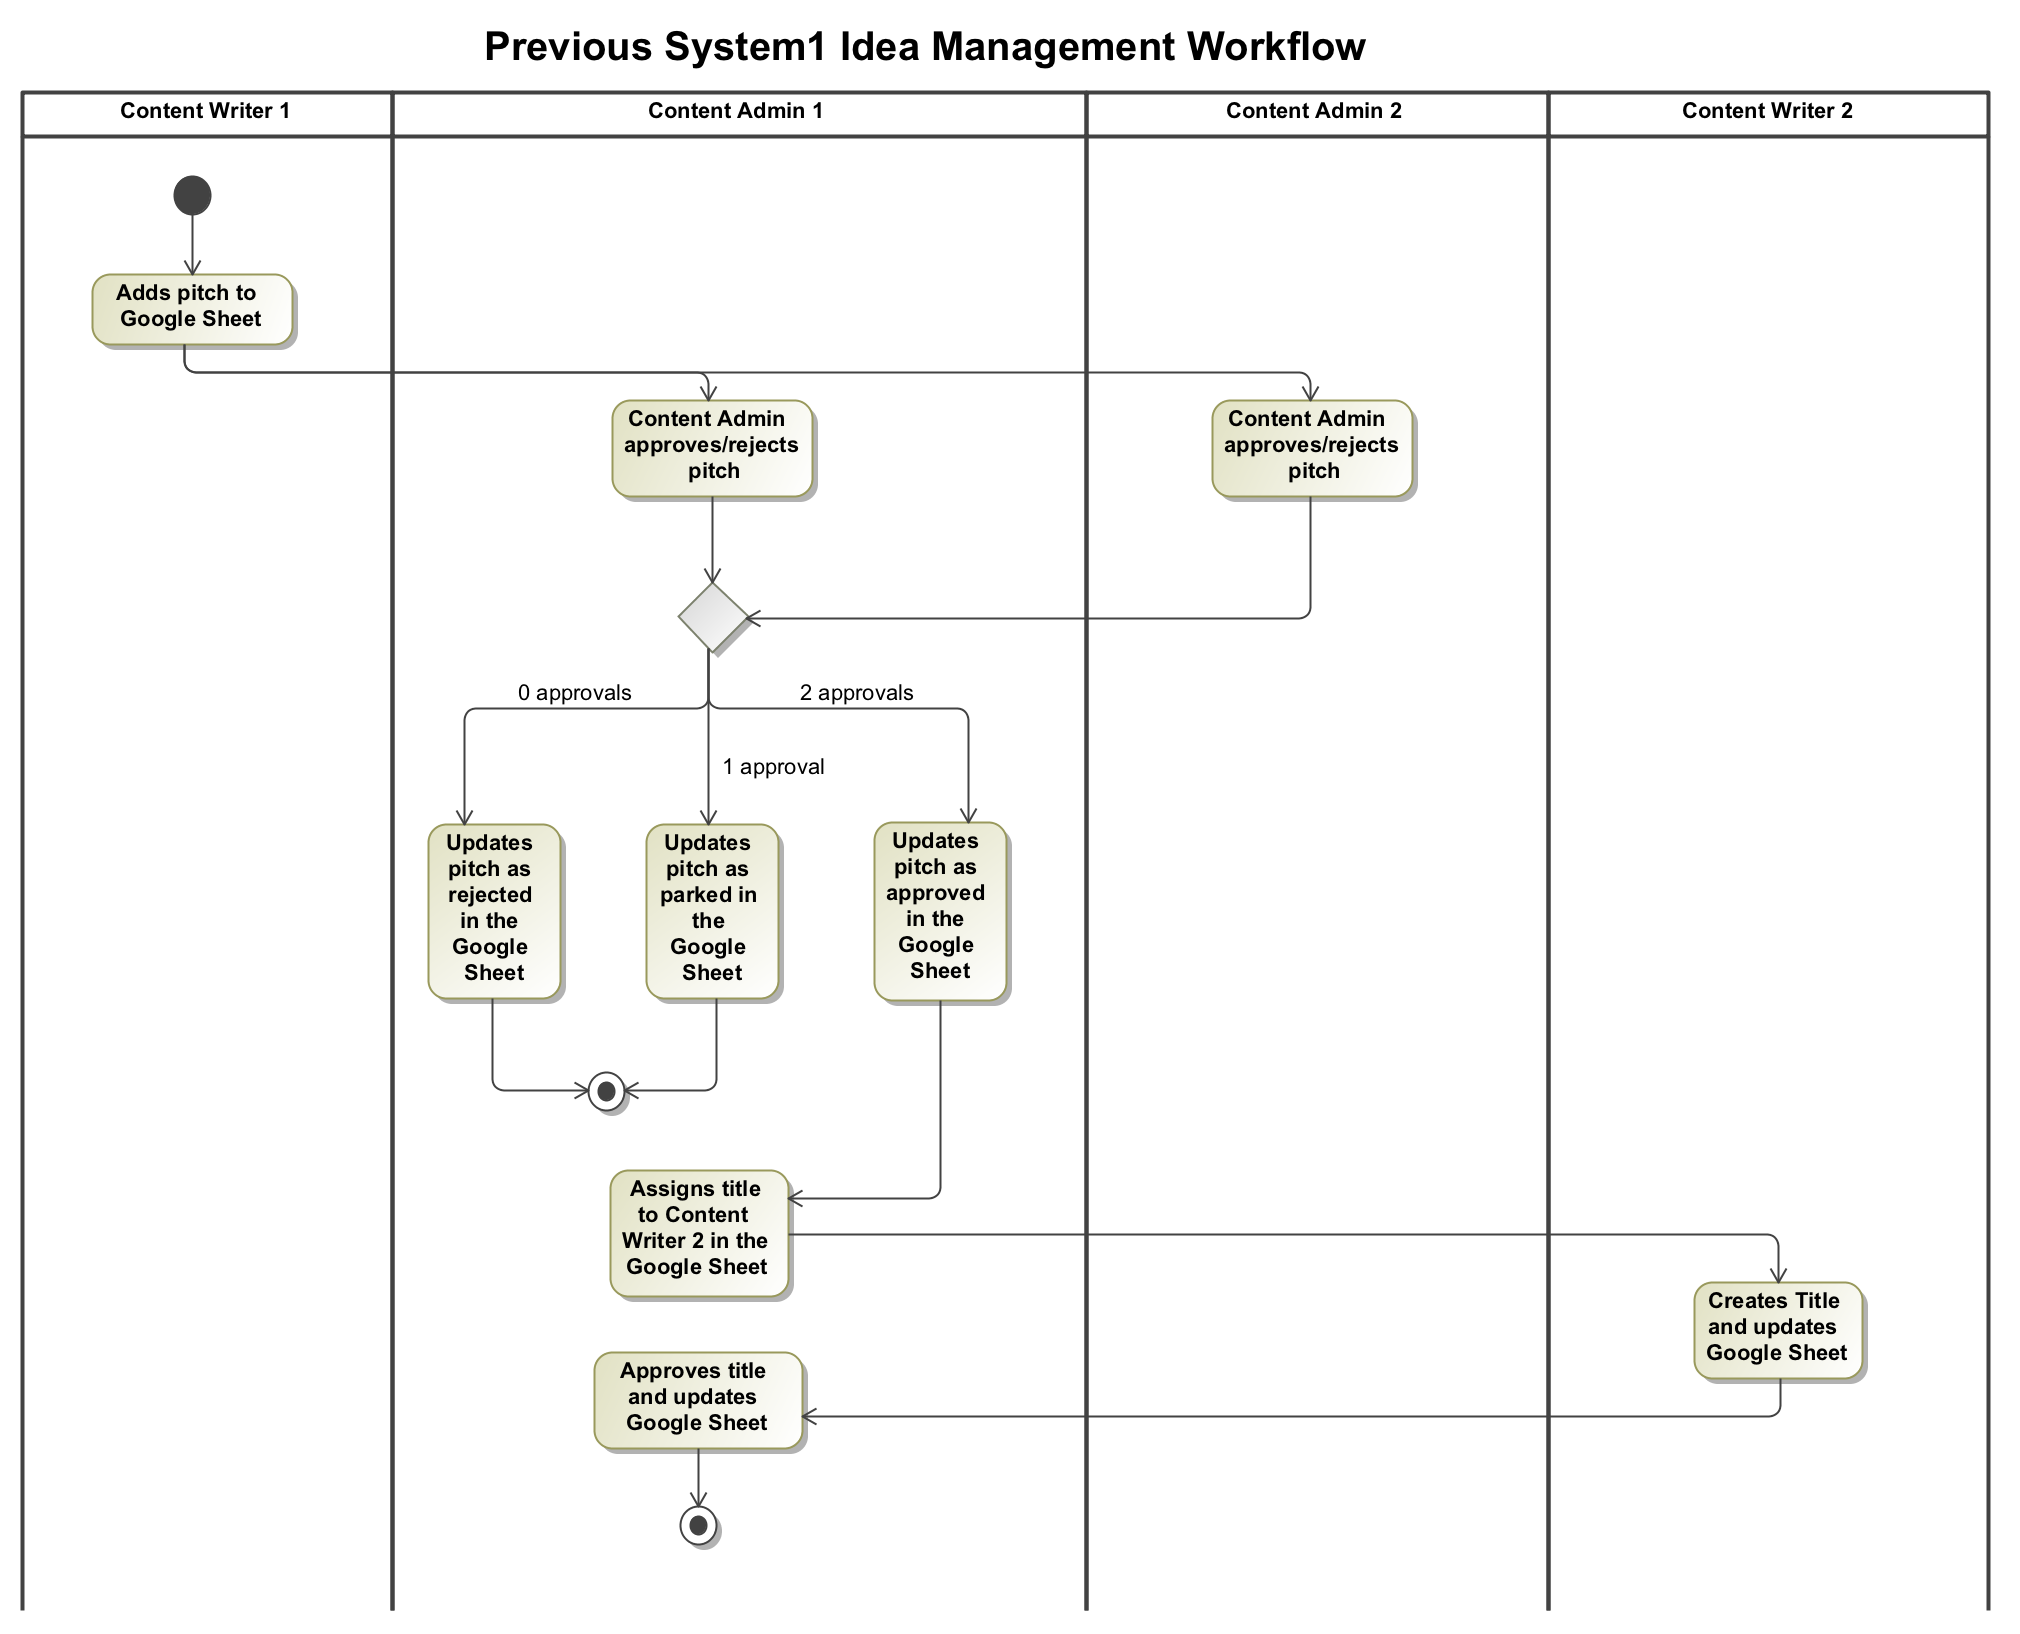 Previous System1 Idea Management Workflow
Content Writer 1
Content Admin 1
Content Admin 2
Content Writer 2
Adds pitch to
Google Sheet
Content Admin
approves/rejects
pitch
Content Admin
approves/rejects
pitch
0 approvals
2 approvals
1 approval
Updates
pitch as
rejected
in the
Google
Sheet
Updates
pitch as
parked in
the
Google
Sheet
Updates
pitch as
approved
in the
Google
Sheet
Assigns title
to Content
Writer 2 in the
Google Sheet
Creates Title
and updates
Google Sheet
Approves title
and updates
Google Sheet